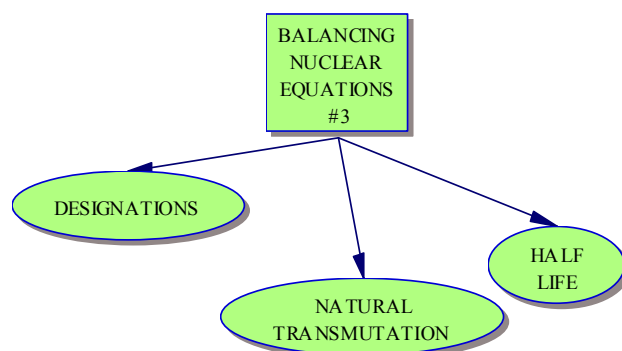 BALANCING
NUCLEAR
EQUATIONS
#3
DESIGNATIONS
HALF
LIFE
NATURAL
TRANSMUTATION